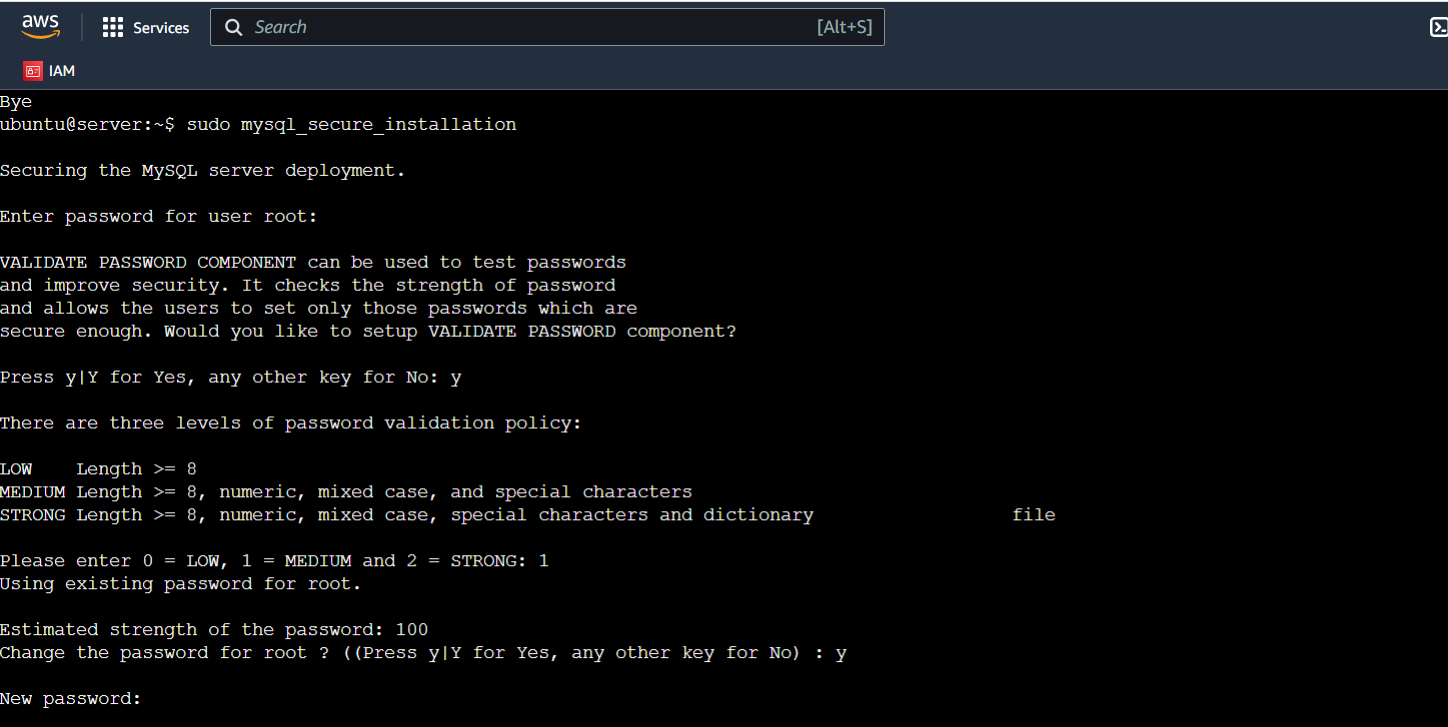 aws
Services
Search
[Alt+S]
IAM
Bye
ubuntu@server:~$ sudo mysql_secure_installation
Securing the MySQL server deployment.
Enter password for user root:
VALIDATE PASSWORD COMPONENT can be used to test passwords
and improve security. It checks the strength of password
and allows the users to set only those passwords which are
secure enough. Would you like to setup VALIDATE PASSWORD component?
Press y|Y for Yes, any other key for No: y
There are three levels of password validation policy:
LOW    Length >= 8
MEDIUM Length >= 8, numeric, mixed case, and special characters
STRONG Length >= 8, numeric, mixed case, special characters and dictionary                  file
Please enter 0 = LOW, 1 = MEDIUM and 2 = STRONG: 1
Using existing password for root.
Estimated strength of the password: 100
Change the password for root ? ((Press y|Y for Yes, any other key for No) : y
New password: